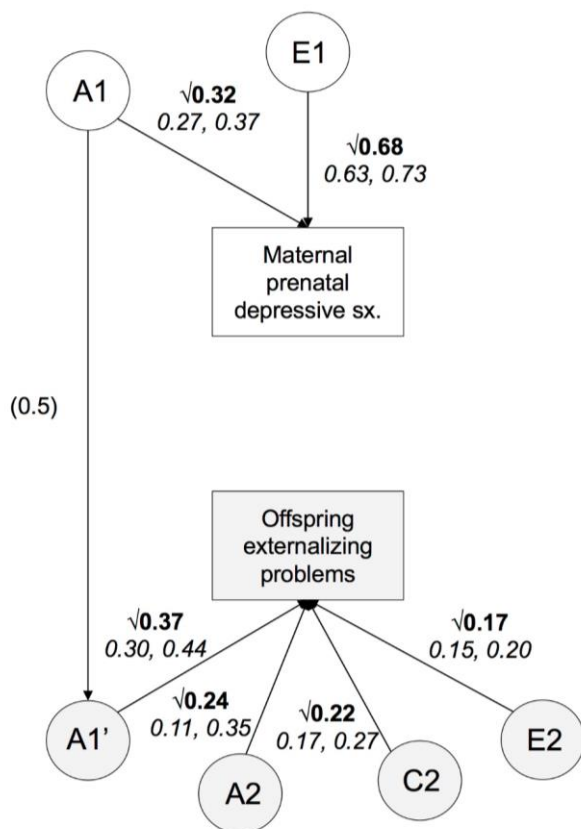 E1
A1
√0.32
0.27, 0.37
√0.68
0.63, 0.73
Maternal
prenatal
depressive sx.
(0.5)
Offspring
externalizing
problems
√0.37
0.30, 0.44
√0.17
0.15, 0.20
√0.24
0.11, 0.35
√0.22
0.17, 0.27
A1’
A2
C2
E2